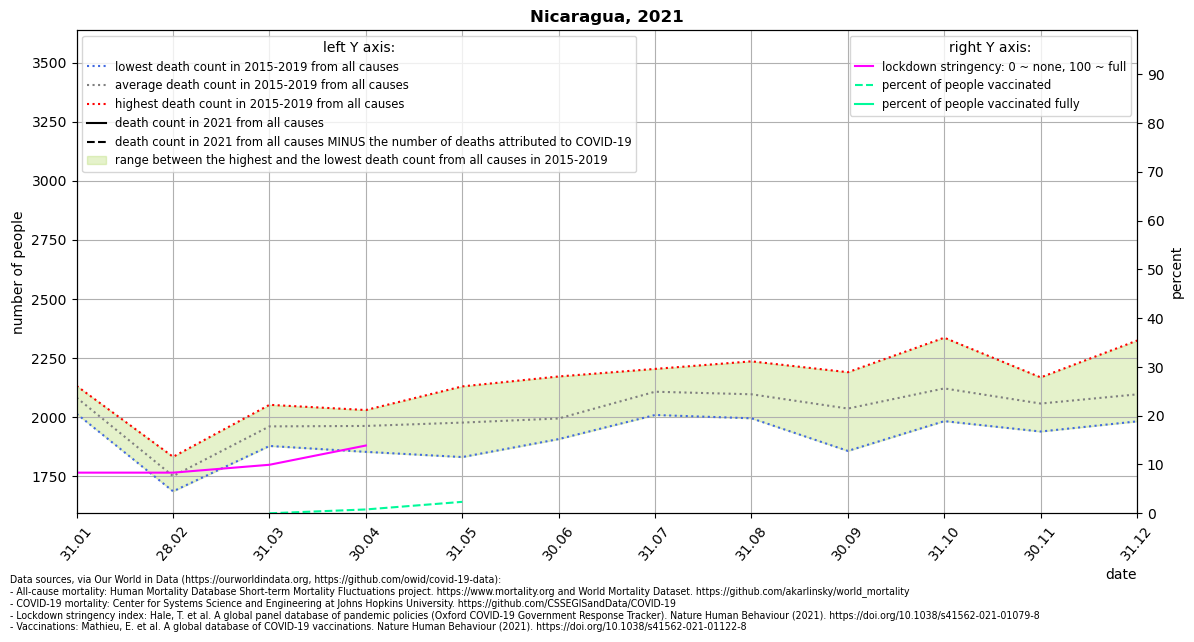 Nicaragua, 2021
left Y axis:
lowest death count in 2015-2019 from all causes
average death count in 2015-2019 from all causes
highest death count in 2015-2019 from all causes
death count in 2021 from all causes
death count in 2021 from all causes MINUS the number of deaths attributed to COVID-19
range between the highest and the lowest death count from all causes in 2015-2019
right Y axis:
lockdown stringency: 0 ~ none, 100 ~ full
percent of people vaccinated
percent of people vaccinated fully
number of people
3500
3250
3000
2750
2500
2250
2000
1750
percent
90
80
70
60
50
40
30
20
10
0
31.01
28.02
31.03
30.04
31.05
30.06
31.07
31.08
30.09
31.10
30.11
31.12
date
Data sources, via Our World in Data (https://ourworldindata.org, https://github.com/owid/covid-19-data):
- All-cause mortality: Human Mortality Database Short-term Mortality Fluctuations project. https://www.mortality.org and World Mortality Dataset. https://github.com/akarlinsky/world_mortality
- COVID-19 mortality: Center for Systems Science and Engineering at Johns Hopkins University. https://github.com/CSSEGISandData/COVID-19
- Lockdown stringency index: Hale, T. et al. A global panel database of pandemic policies (Oxford COVID-19 Government Response Tracker). Nature Human Behaviour (2021). https://doi.org/10.1038/s41562-021-01079-8
- Vaccinations: Mathieu, E. et al. A global database of COVID-19 vaccinations. Nature Human Behaviour (2021). https://doi.org/10.1038/s41562-021-01122-8